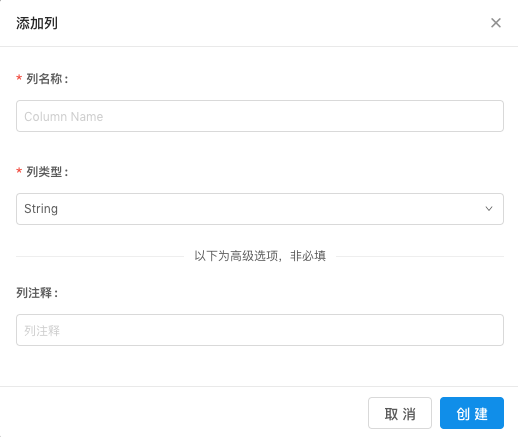 添加列
* 列名称：
Column Name
* 列类型：
String
以下为高级选项，非必填
列注释：
列注释
取 消
创 建